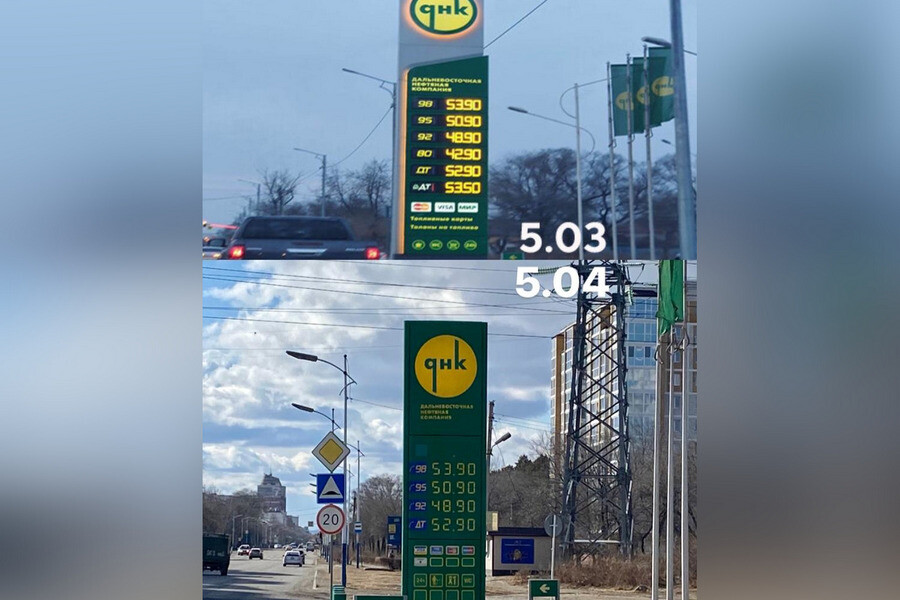 днк
ДАЛЬНЕВОСТОЧНАЯ
НЕФТЯНАЯ
КОМПАНИЯ
98 53.90
95 50.90
92 48.90
80 42.90
ДТ 52.90
ДТ 53.50
VISA МИР
Топливные карты
Талоны на топливо
5.03
5.04
днк
ДАЛЬНЕВОСТОЧНАЯ
НЕФТЯНАЯ
КОМПАНИЯ
98 53.90
95 50.90
92 48.90
ДТ 52.90
20